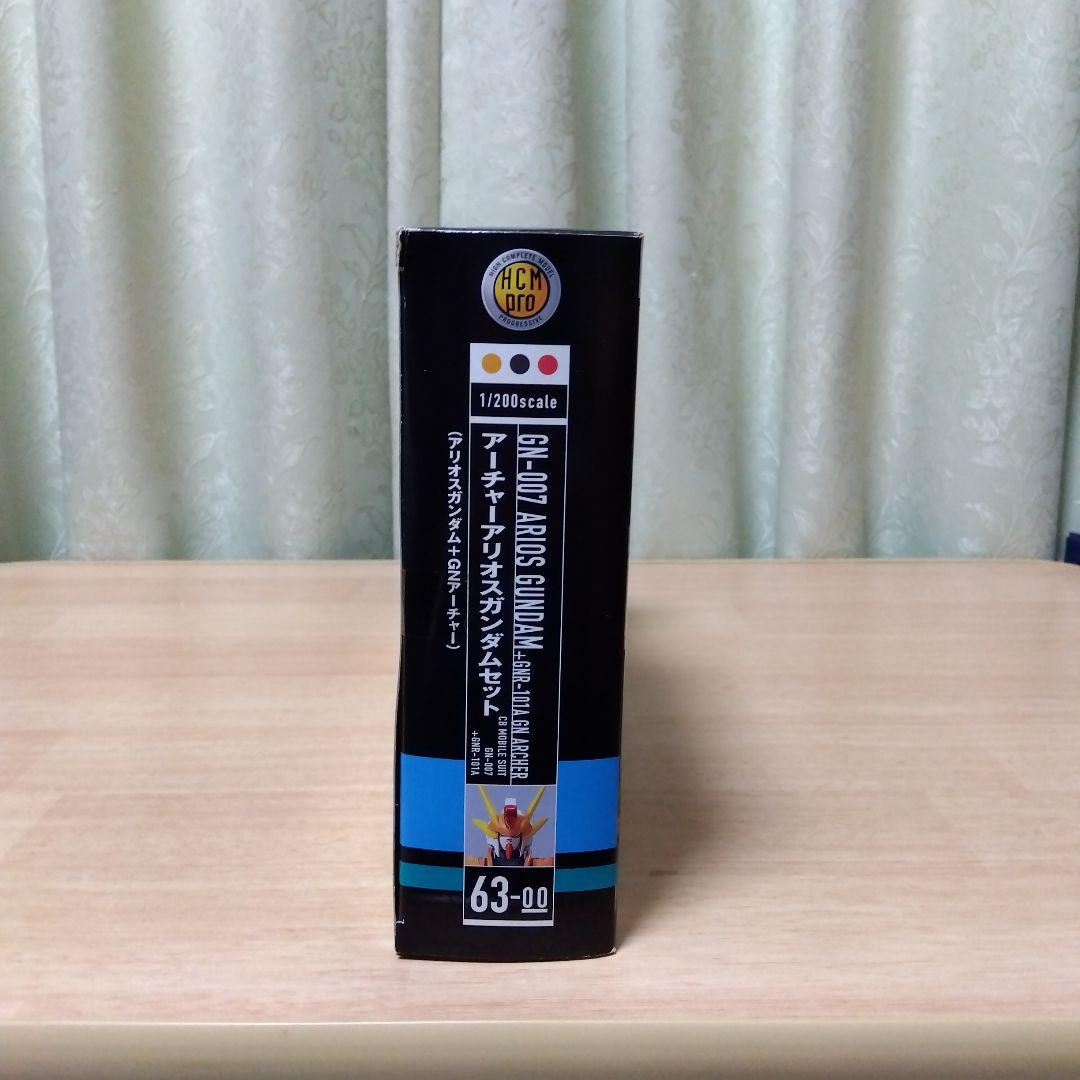 HIGH COMPLETE MODEL
HCM
pro
PROGRESSIVE
1/200scale
GN-007 ARIOS GUNDAM +GNR-101A GN ARCHER
アーチャーアリオスガンダムセット
CB MOBILE SUIT
GN-007
+GNR-101A
(アリオスガンダム+GNアーチャー)
63-00